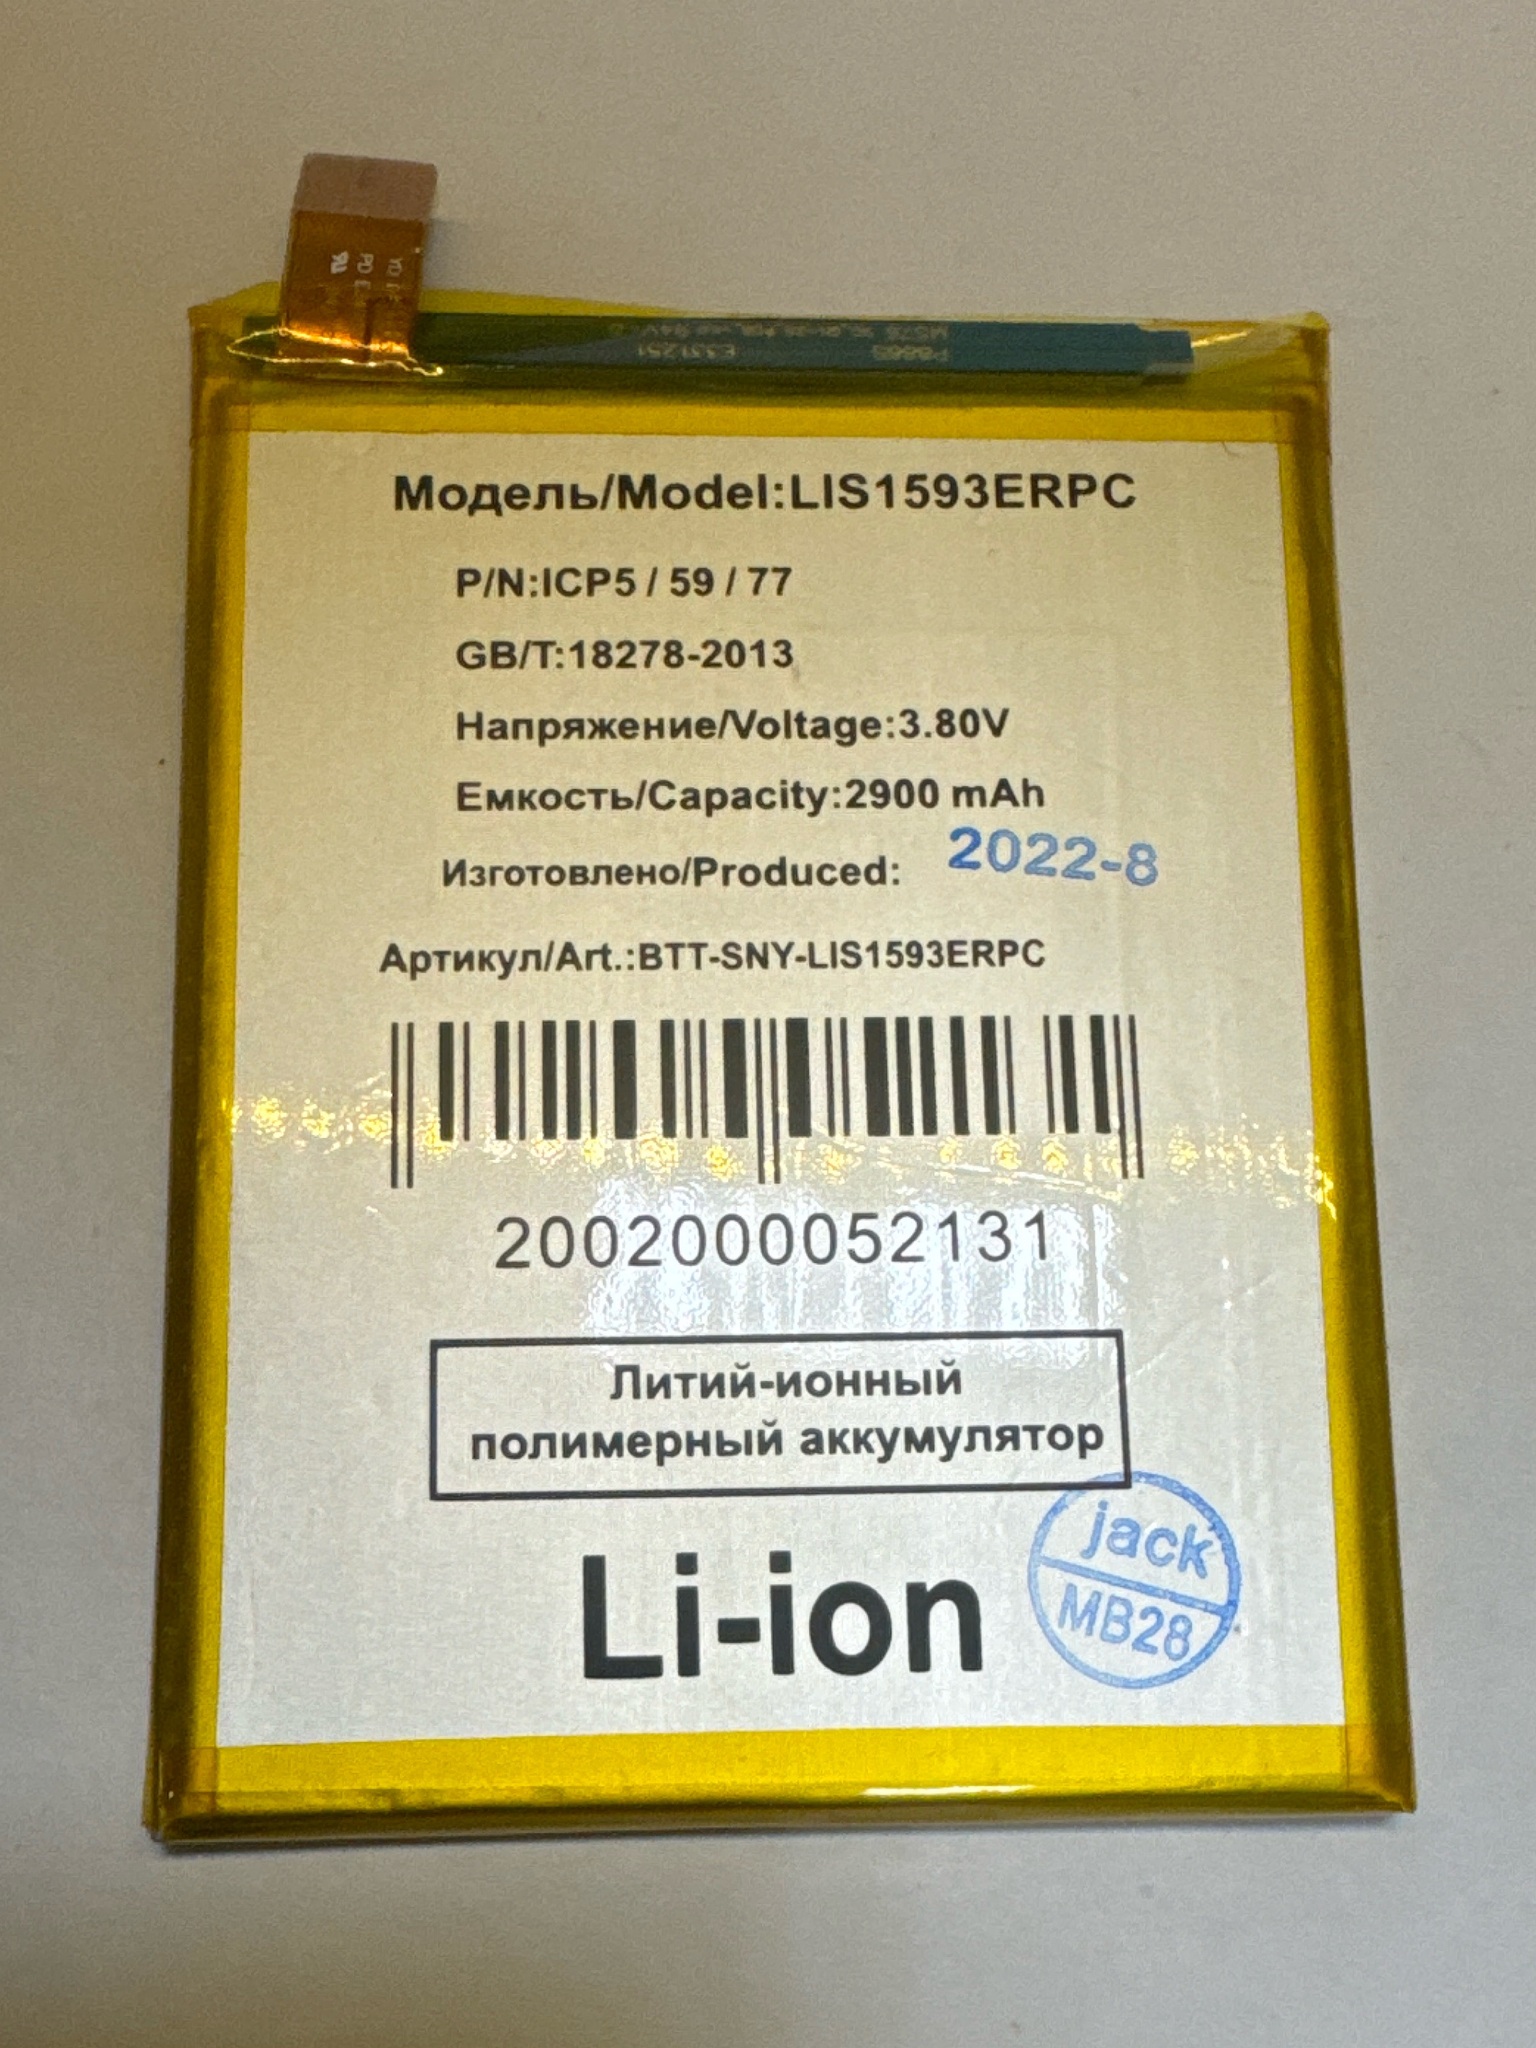 Модель/Model:LIS1593ERPC
P/N:ICP5 / 59 / 77
GB/T:18278-2013
Напряжение/Voltage:3.80V
Емкость/Capacity:2900 mAh
Изготовлено/Produced: 2022-8
Артикул/Art.:BTT-SNY-LIS1593ERPC
2002000052131
Литий-ионный
полимерный аккумулятор
Li-ion
jack
MB28
E331251